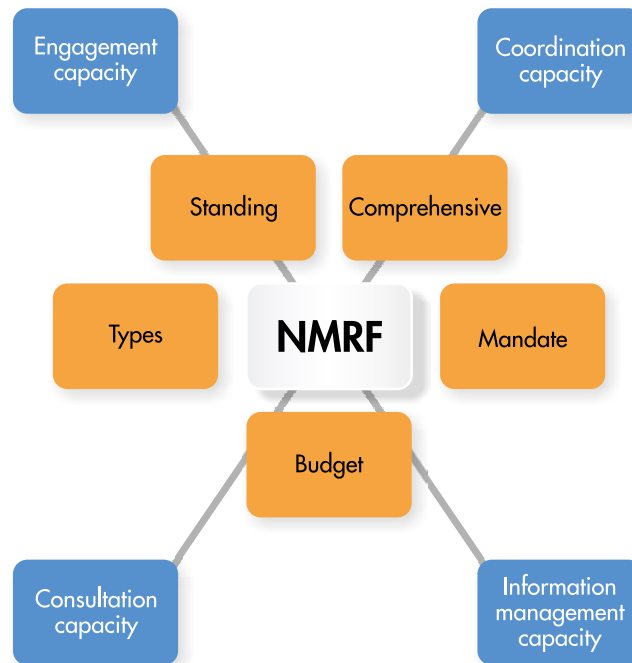 Engagement
capacity
Coordination
capacity
Standing
Comprehensive
Types
NMRF
Mandate
Budget
Consultation
capacity
Information
management
capacity